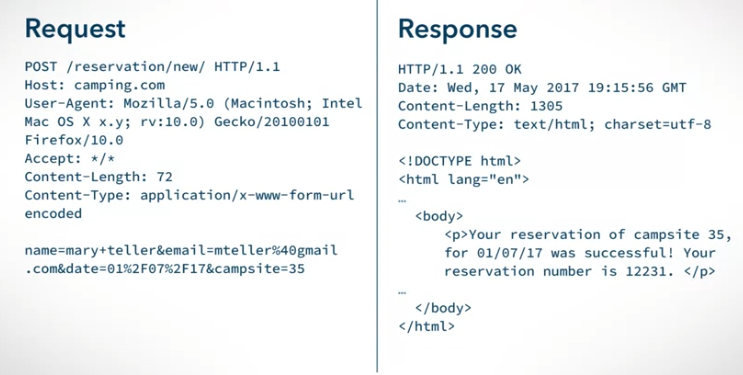 Request
POST /reservation/new/ HTTP/1.1
Host: camping.com
User-Agent: Mozilla/5.0 (Macintosh; Intel
Mac OS X x.y; rv:10.0) Gecko/20100101
Firefox/10.0
Accept: */*
Content-Length: 72
Content-Type: application/x-www-form-url
encoded
name=mary+teller&email=mteller%40gmail
.com&date=01%2F07%2F17&campsite=35
Response
HTTP/1.1 200 OK
Date: Wed, 17 May 2017 19:15:56 GMT
Content-Length: 1305
Content-Type: text/html; charset=utf-8
<!DOCTYPE html>
<html lang="en">
…
<body>
<p>Your reservation of campsite 35,
for 01/07/17 was successful! Your
reservation number is 12231. </p>
…
</body>
</html>